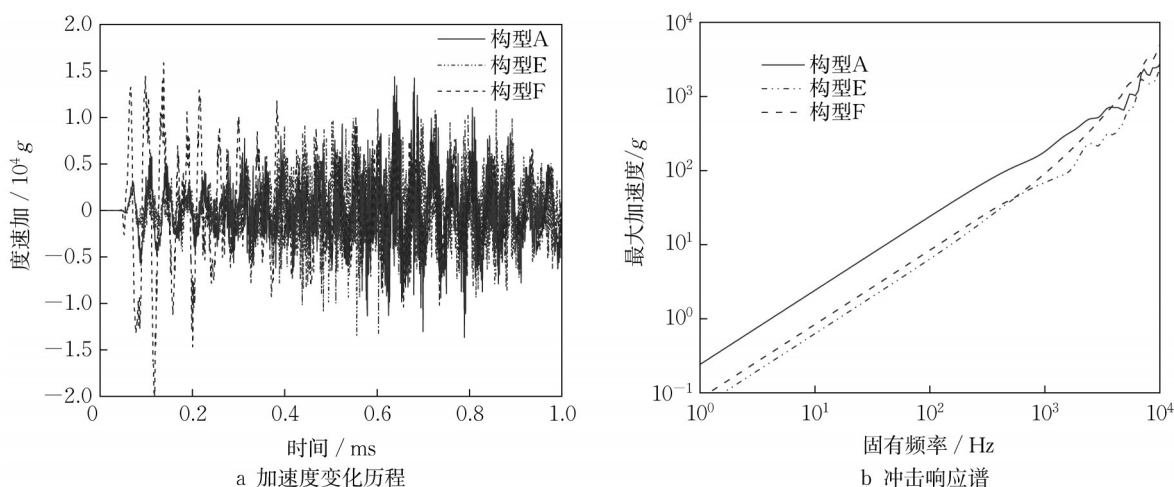 2.0
1.5
1.0
0.5
0
−0.5
−1.0
−1.5
−2.0
度速加 / 10⁴ g
构型A
构型E
构型F
0 0.2 0.4 0.6 0.8 1.0
时间 / ms
a 加速度变化历程
10⁴
10³
10²
10¹
10⁰
10⁻¹
最大加速度/g
构型A
构型E
构型F
10⁰ 10¹ 10² 10³ 10⁴
固有频率 / Hz
b 冲击响应谱